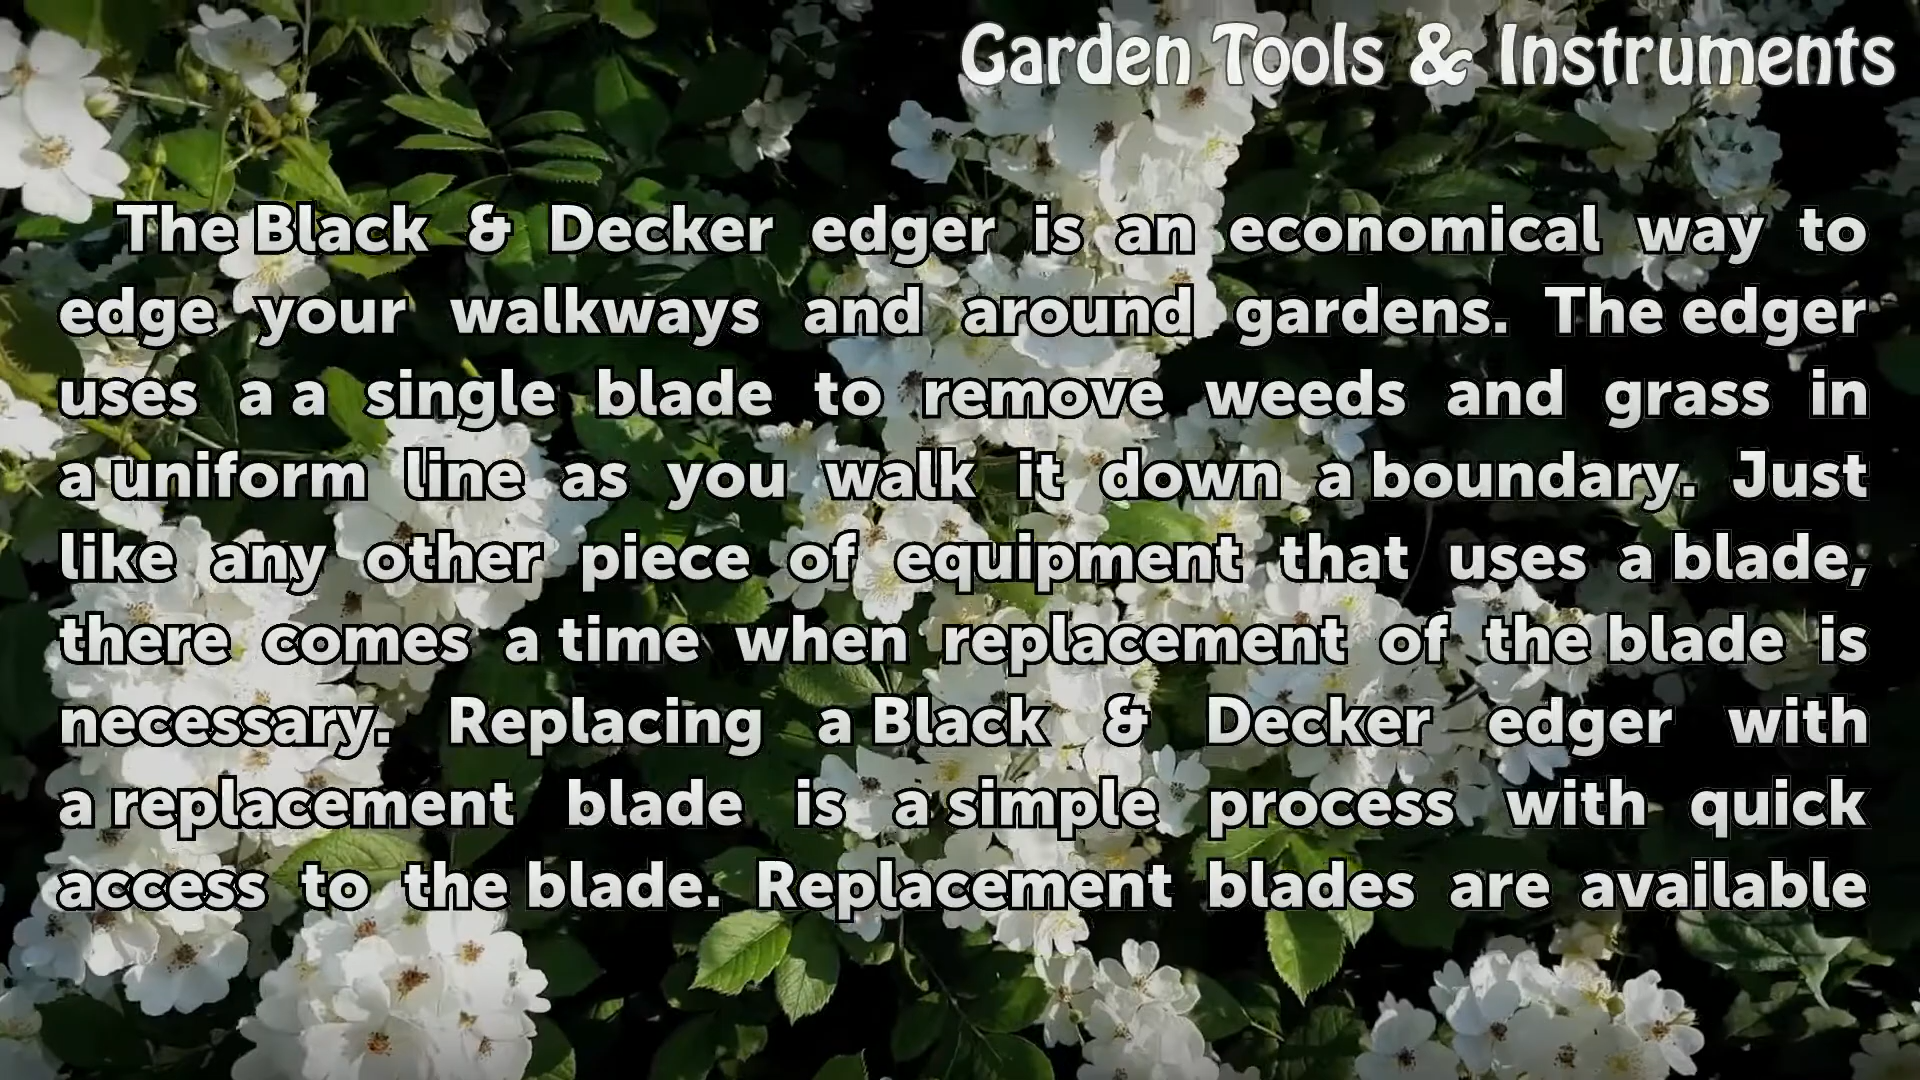 Garden Tools & Instruments
The Black & Decker edger is an economical way to
edge your walkways and around gardens. The edger
uses a a single blade to remove weeds and grass in
a uniform line as you walk it down a boundary. Just
like any other piece of equipment that uses a blade,
there comes a time when replacement of the blade is
necessary. Replacing a Black & Decker edger with
a replacement blade is a simple process with quick
access to the blade. Replacement blades are available